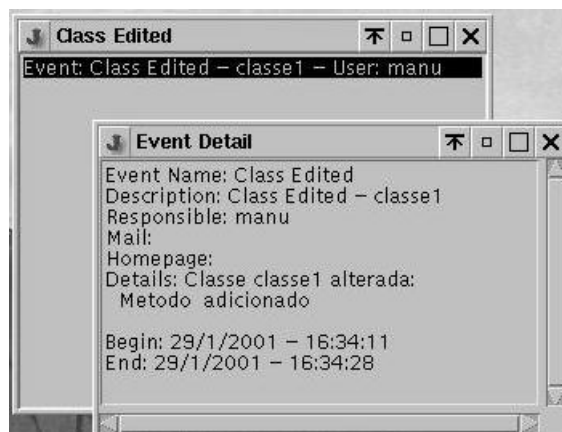 Class Edited
Event: Class Edited – classe1 – User: manu
Event Detail
Event Name: Class Edited
Description: Class Edited – classe1
Responsible: manu
Mail:
Homepage:
Details: Classe classe1 alterada:
Metodo adicionado
Begin: 29/1/2001 – 16:34:11
End: 29/1/2001 – 16:34:28